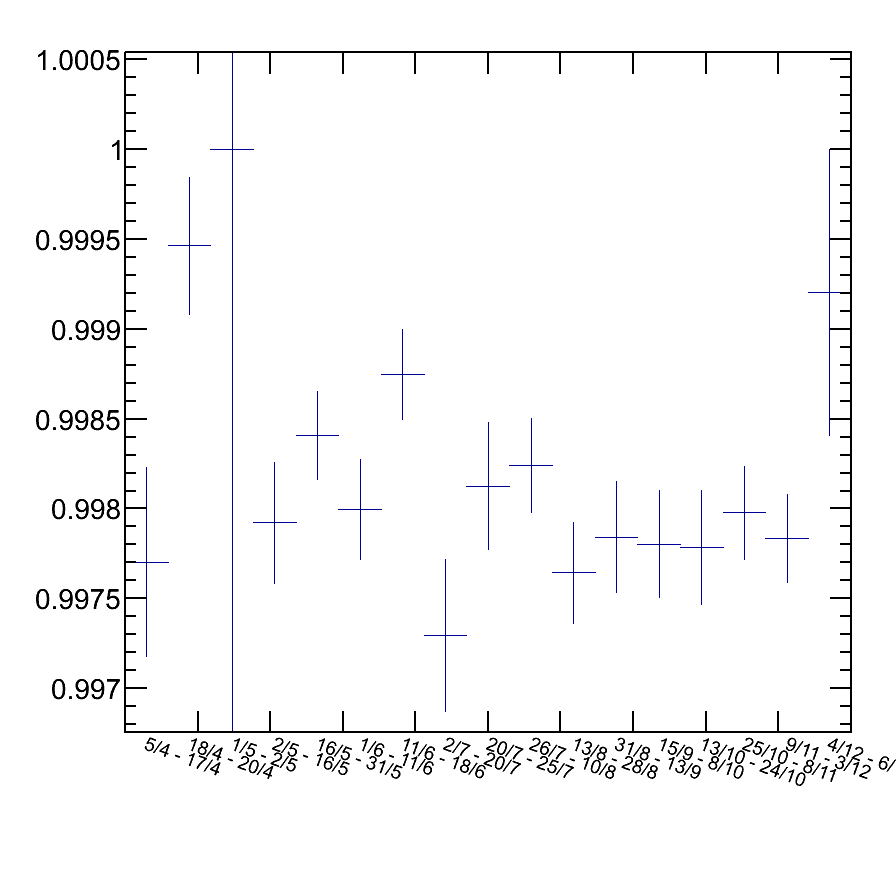 1.0005
1
0.9995
0.999
0.9985
0.998
0.9975
0.997
5/4 - 17/4
18/4 - 20/4
1/5 - 2/5
2/5 - 16/5
16/5 - 31/5
1/6 - 11/6
11/6 - 18/6
2/7 - 20/7
20/7 - 25/7
26/7 - 10/8
13/8 - 28/8
31/8 - 13/9
15/9 - 8/10
13/10 - 24/10
25/10 - 8/11
9/11 - 3/12
4/12 - 6/